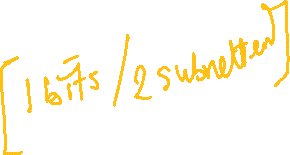 [1 bits / 2 subnetten]